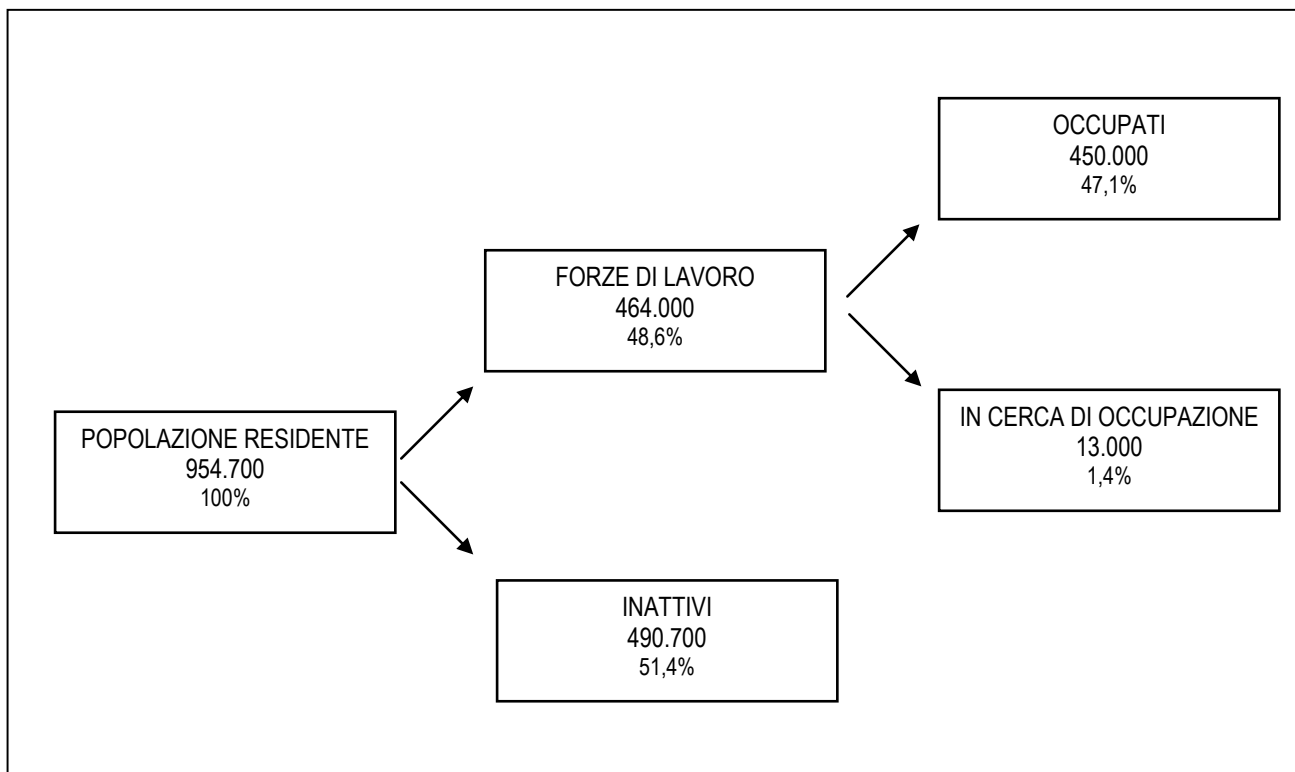 OCCUPATI
450.000
47,1%
FORZE DI LAVORO
464.000
48,6%
IN CERCA DI OCCUPAZIONE
13.000
1,4%
POPOLAZIONE RESIDENTE
954.700
100%
INATTIVI
490.700
51,4%